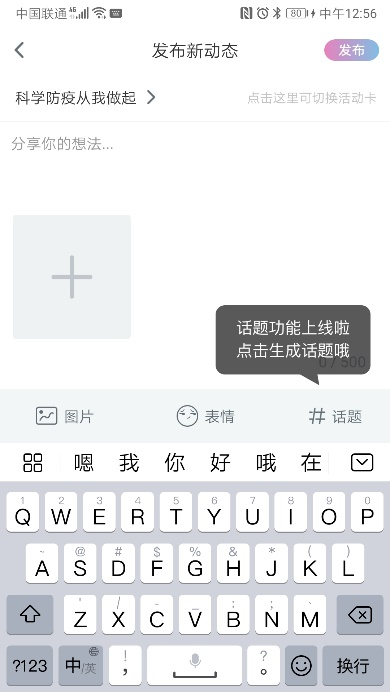 中国联通 4G 80 中午12:56
发布新动态 发布
科学防疫从我做起 点击这里可切换活动卡
分享你的想法...
话题功能上线啦
点击生成话题哦
0/500
图片 表情 # 话题
嗯 我 你 好 哦 在
1 2 3 4 5 6 7 8 9 0
Q W E R T Y U I O P
~ @ # $ % & * ( )
A S D F G H J K L
' / - _ : ; 
Z X C V B N M
?123 中/英 ! , ? 。 换行